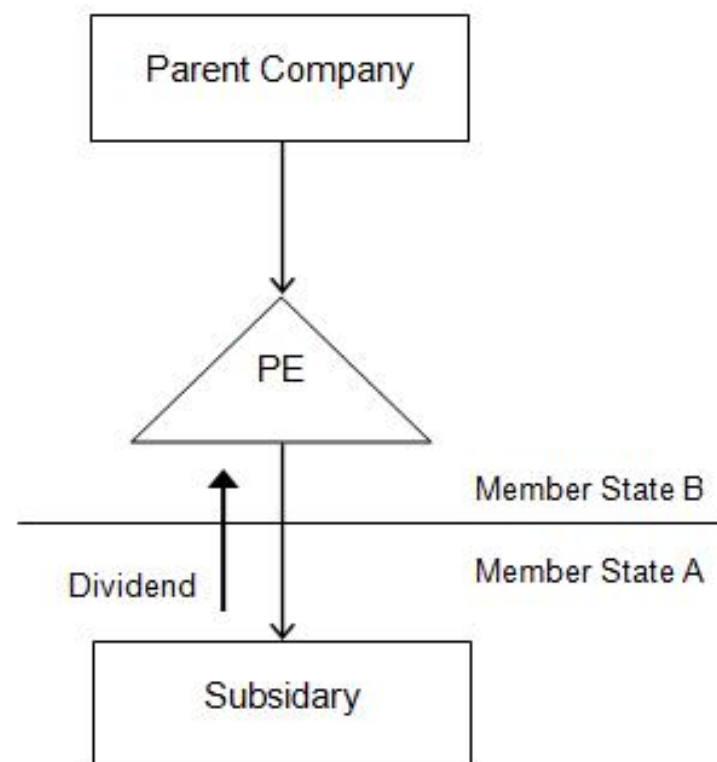 Parent Company
PE
Member State B
Member State A
Dividend
Subsidary